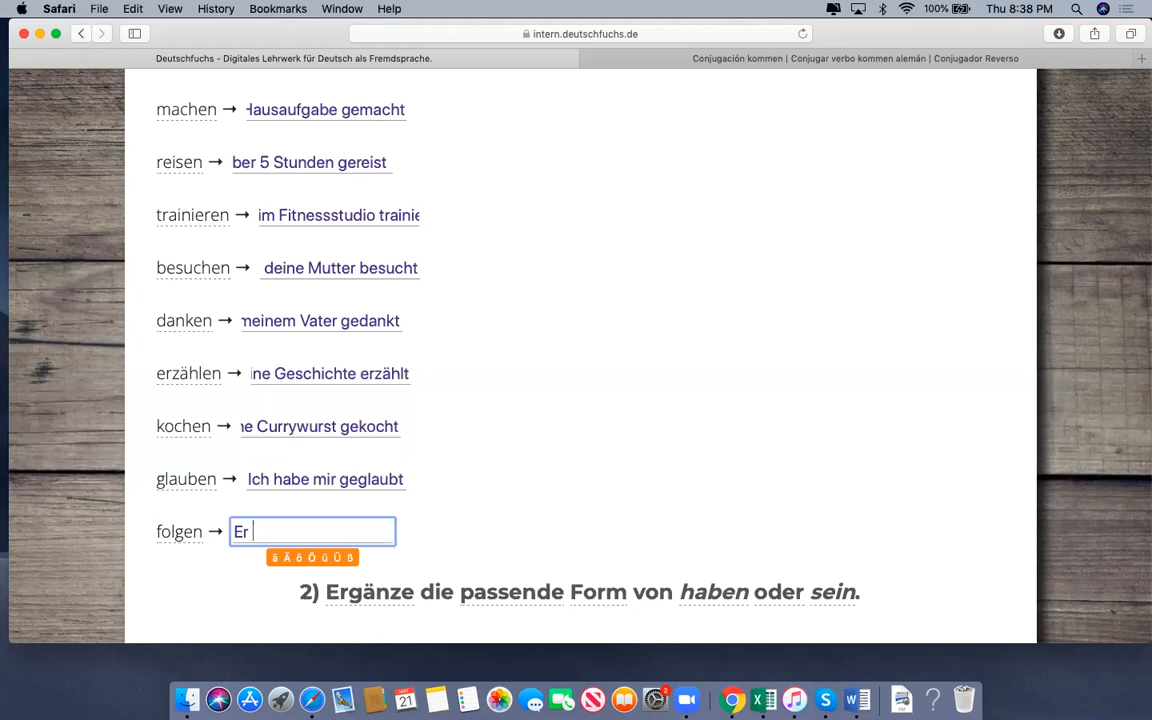 Safari File Edit View History Bookmarks Window Help 100% Thu 8:38 PM
intern.deutschfuchs.de
Deutschfuchs - Digitales Lehrwerk für Deutsch als Fremdsprache. Conjugación kommen | Conjugar verbo kommen alemán | Conjugador Reverso
machen → Hausaufgabe gemacht
reisen → ber 5 Stunden gereist
trainieren → im Fitnessstudio trainie
besuchen → deine Mutter besucht
danken → meinem Vater gedankt
erzählen → ine Geschichte erzählt
kochen → ne Currywurst gekocht
glauben → Ich habe mir geglaubt
folgen → Er
ä Ä ö Ö ü Ü ß
2) Ergänze die passende Form von haben oder sein.
21
2